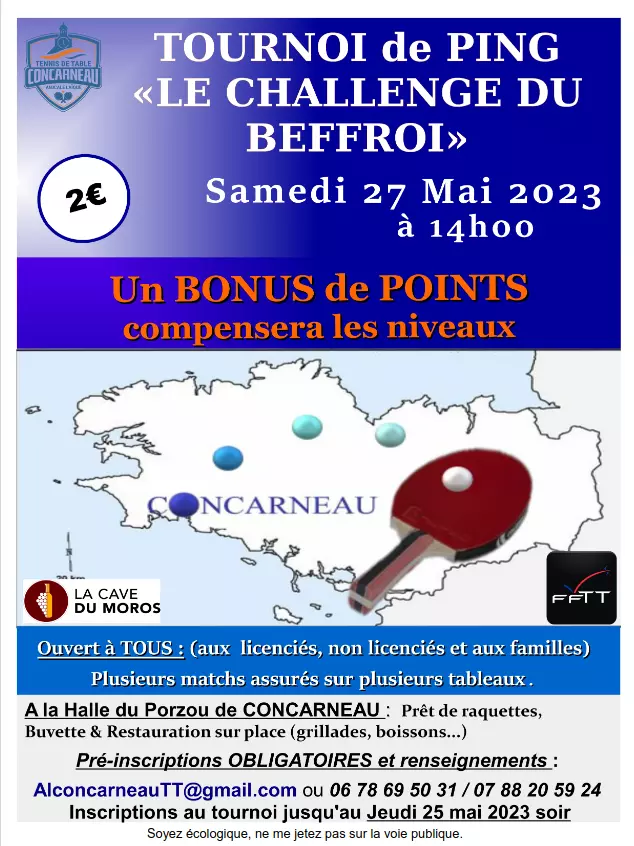 TENNIS DE TABLE
CONCARNEAU
AMICALE LAÏQUE
TOURNOI de PING
«LE CHALLENGE DU
BEFFROI»
2€
Samedi 27 Mai 2023
à 14h00
Un BONUS de POINTS
compensera les niveaux
CONCARNEAU
N
LA CAVE
DU MOROS
FFTT
Ouvert à TOUS : (aux licenciés, non licenciés et aux familles)
Plusieurs matchs assurés sur plusieurs tableaux.
A la Halle du Porzou de CONCARNEAU : Prêt de raquettes,
Buvette & Restauration sur place (grillades, boissons...)
Pré-inscriptions OBLIGATOIRES et renseignements :
AlconcarneauTT@gmail.com ou 06 78 69 50 31 / 07 88 20 59 24
Inscriptions au tournoi jusqu'au Jeudi 25 mai 2023 soir
Soyez écologique, ne me jetez pas sur la voie publique.